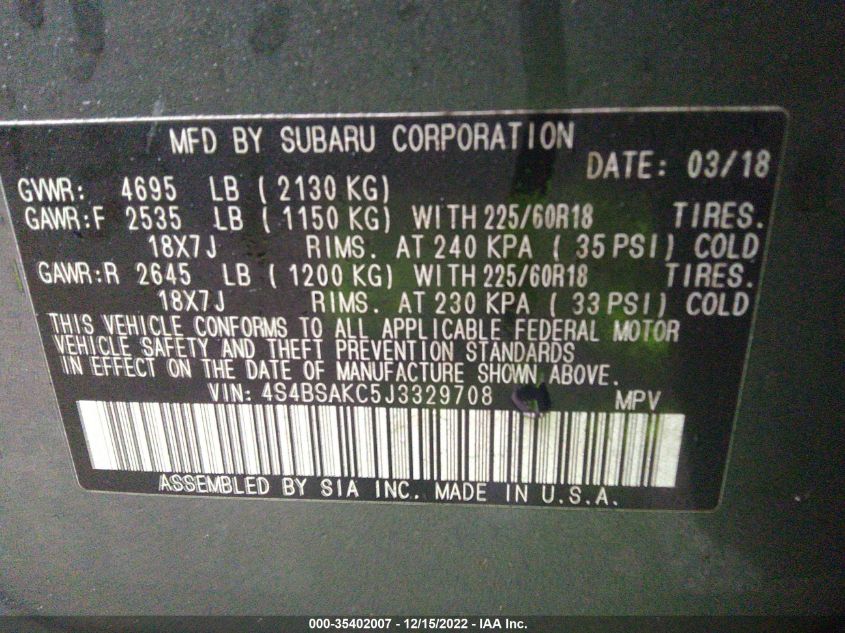 MFD BY SUBARU CORPORATION
DATE: 03/18
GVWR: 4695 LB ( 2130 KG)
GAWR:F 2535 LB ( 1150 KG) WITH 225/60R18 TIRES.
18X7J RIMS. AT 240 KPA ( 35 PSI) COLD
GAWR:R 2645 LB ( 1200 KG) WITH 225/60R18 TIRES.
18X7J RIMS. AT 230 KPA ( 33 PSI) COLD
THIS VEHICLE CONFORMS TO ALL APPLICABLE FEDERAL MOTOR
VEHICLE SAFETY AND THEFT PREVENTION STANDARDS
IN EFFECT ON THE DATE OF MANUFACTURE SHOWN ABOVE.
VIN: 4S4BSAKC5J3329708 MPV
ASSEMBLED BY SIA INC. MADE IN U.S.A.
000-35402007 - 12/15/2022 - IAA Inc.